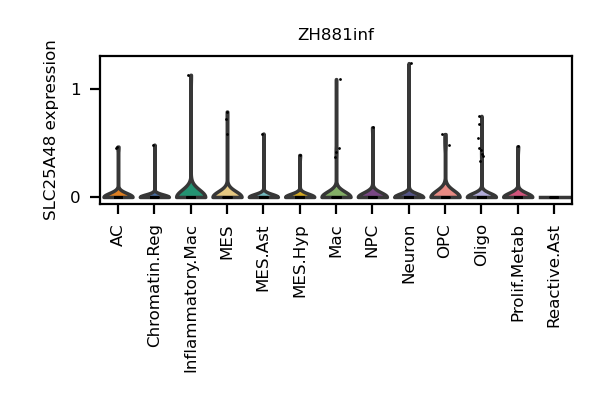 ZH881inf
SLC25A48 expression
1
0
AC
Chromatin.Reg
Inflammatory.Mac
MES
MES.Ast
MES.Hyp
Mac
NPC
Neuron
OPC
Oligo
Prolif.Metab
Reactive.Ast